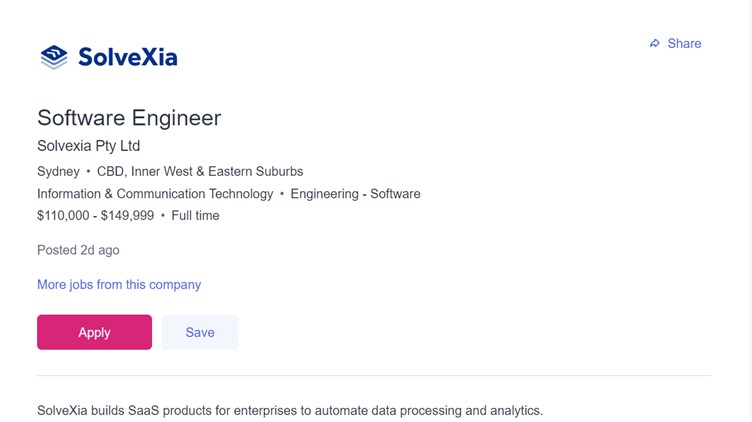 Share
SolveXia
Software Engineer
Solvexia Pty Ltd
Sydney • CBD, Inner West & Eastern Suburbs
Information & Communication Technology • Engineering - Software
$110,000 - $149,999 • Full time
Posted 2d ago
More jobs from this company
Apply Save
SolveXia builds SaaS products for enterprises to automate data processing and analytics.